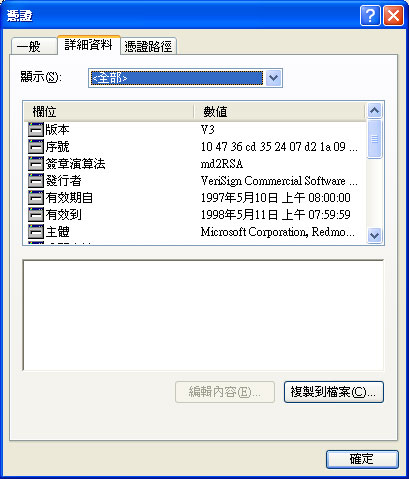 憑證
一般 詳細資料 憑證路徑
顯示(S): <全部>
欄位 數值
版本 V3
序號 10 47 36 cd 35 24 07 d2 1a 09 ...
簽章演算法 md2RSA
發行者 VeriSign Commercial Software ...
有效期自 1997年5月10日 上午 08:00:00
有效到 1998年5月11日 上午 07:59:59
主體 Microsoft Corporation, Redmo...
編輯內容(E)... 複製到檔案(C)...
確定